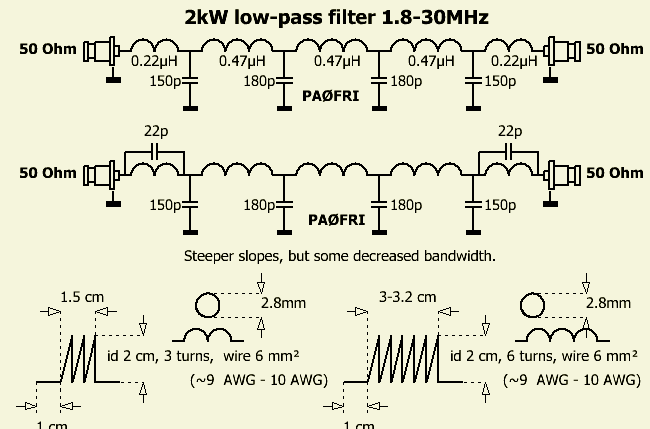 2kW low-pass filter 1.8-30MHz
50 Ohm 50 Ohm
0.22µH 0.47µH 0.47µH 0.47µH 0.22µH
150p 180p 180p 150p
PAØFRI
22p 22p
50 Ohm 50 Ohm
150p 180p 180p 150p
PAØFRI
Steeper slopes, but some decreased bandwidth.
1.5 cm 2.8mm 3-3.2 cm 2.8mm
id 2 cm, 3 turns, wire 6 mm² id 2 cm, 6 turns, wire 6 mm²
(~9 AWG - 10 AWG) (~9 AWG - 10 AWG)
1 cm 1 cm